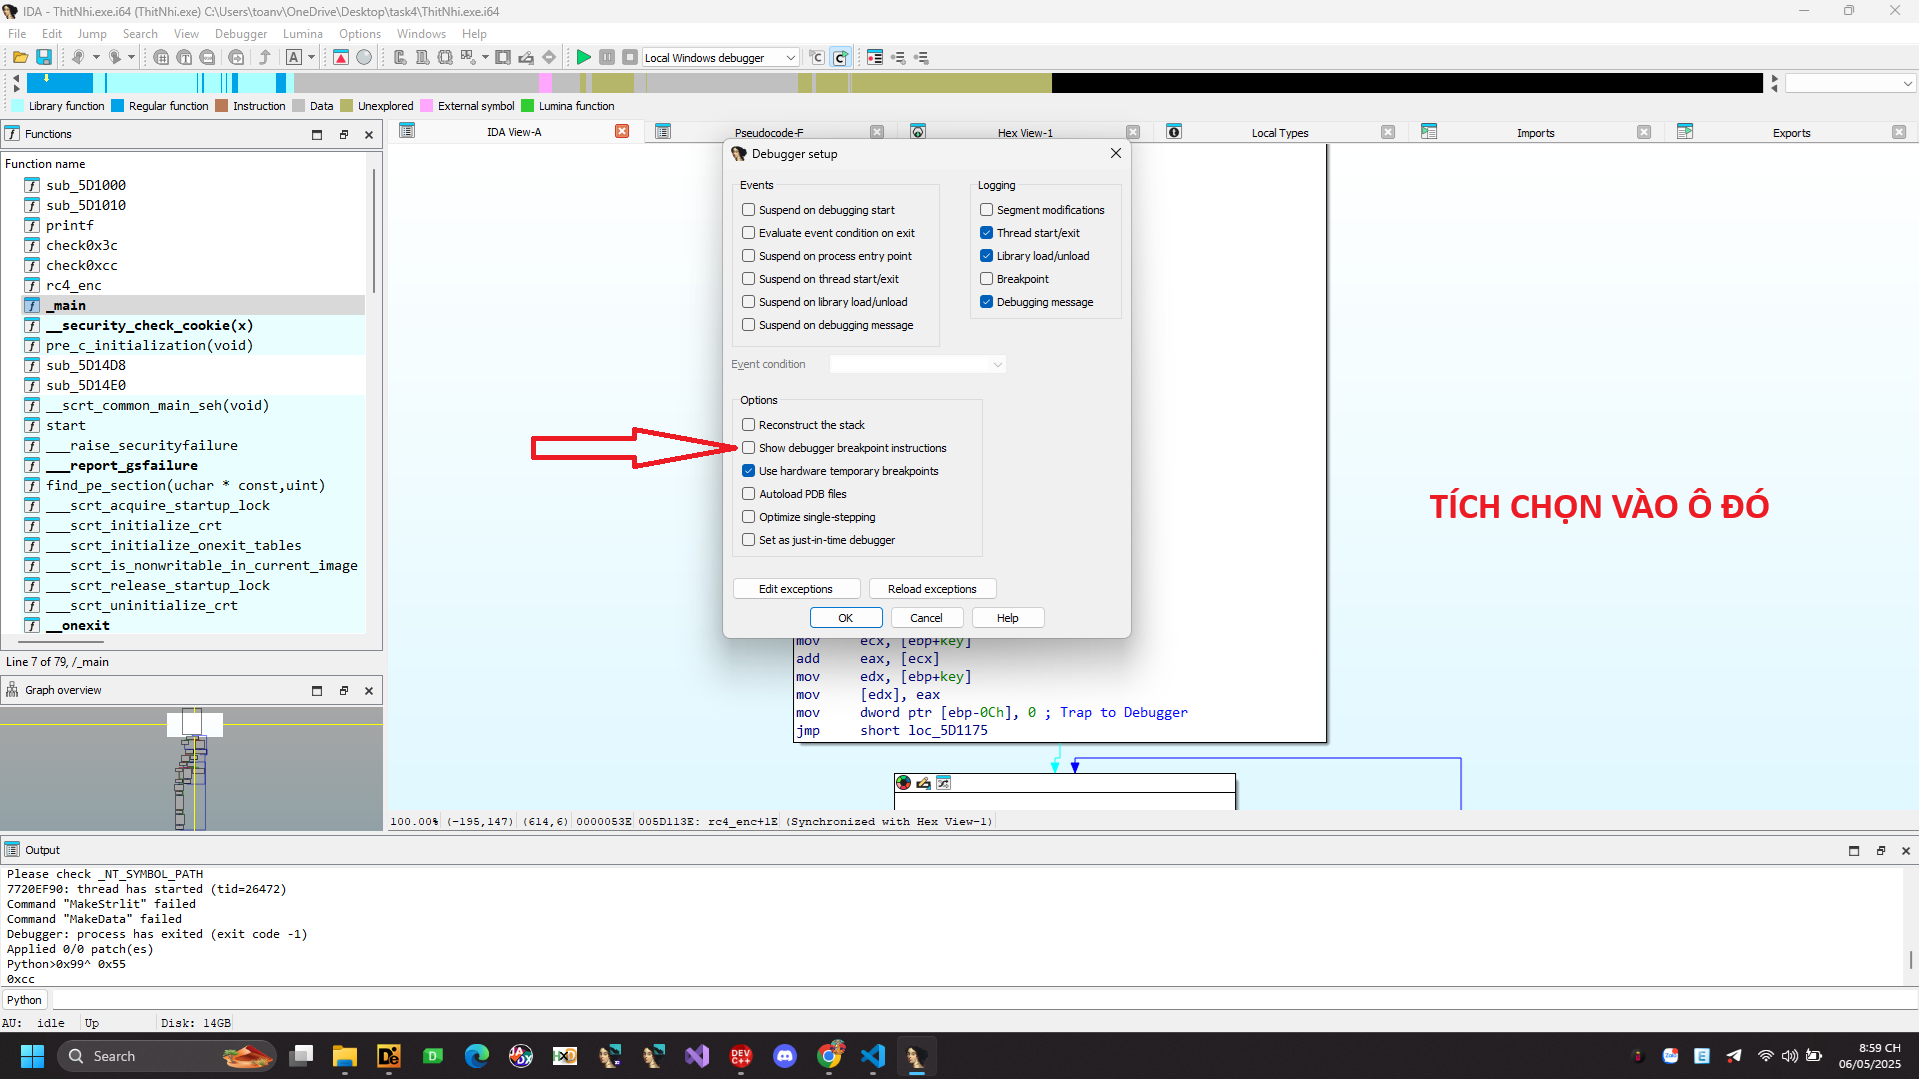 IDA - ThitNhi.exe.i64 (ThitNhi.exe) C:\Users\toanv\OneDrive\Desktop\task4\ThitNhi.exe.i64
File Edit Jump Search View Debugger Lumina Options Windows Help
Local Windows debugger
Library function Regular function Instruction Data Unexplored External symbol Lumina function
Functions
IDA View-A Pseudocode-F Hex View-1 Local Types Imports Exports
Function name
sub_5D1000
sub_5D1010
printf
check0x3c
check0xcc
rc4_enc
_main
__security_check_cookie(x)
pre_c_initialization(void)
sub_5D14D8
sub_5D14E0
__scrt_common_main_seh(void)
start
___raise_securityfailure
___report_gsfailure
find_pe_section(uchar * const,uint)
___scrt_acquire_startup_lock
___scrt_initialize_crt
___scrt_initialize_onexit_tables
___scrt_is_nonwritable_in_current_image
___scrt_release_startup_lock
___scrt_uninitialize_crt
__onexit
Line 7 of 79, /_main
Graph overview
Debugger setup
Events
Suspend on debugging start
Evaluate event condition on exit
Suspend on process entry point
Suspend on thread start/exit
Suspend on library load/unload
Suspend on debugging message
Logging
Segment modifications
Thread start/exit
Library load/unload
Breakpoint
Debugging message
Event condition
Options
Reconstruct the stack
Show debugger breakpoint instructions
Use hardware temporary breakpoints
Autoload PDB files
Optimize single-stepping
Set as just-in-time debugger
Edit exceptions Reload exceptions
OK Cancel Help
TÍCH CHỌN VÀO Ô ĐÓ
mov ecx, [ebp+key]
add eax, [ecx]
mov edx, [ebp+key]
mov [edx], eax
mov dword ptr [ebp-0Ch], 0 ; Trap to Debugger
jmp short loc_5D1175
100.00% (-195,147) (614,6) 0000053E 005D113E: rc4_enc+1E (Synchronized with Hex View-1)
Output
Please check _NT_SYMBOL_PATH
7720EF90: thread has started (tid=26472)
Command "MakeStrlit" failed
Command "MakeData" failed
Debugger: process has exited (exit code -1)
Applied 0/0 patch(es)
Python>0x99^ 0x55
0xcc
Python
AU: idle Up Disk: 14GB
Search
8:59 CH
06/05/2025